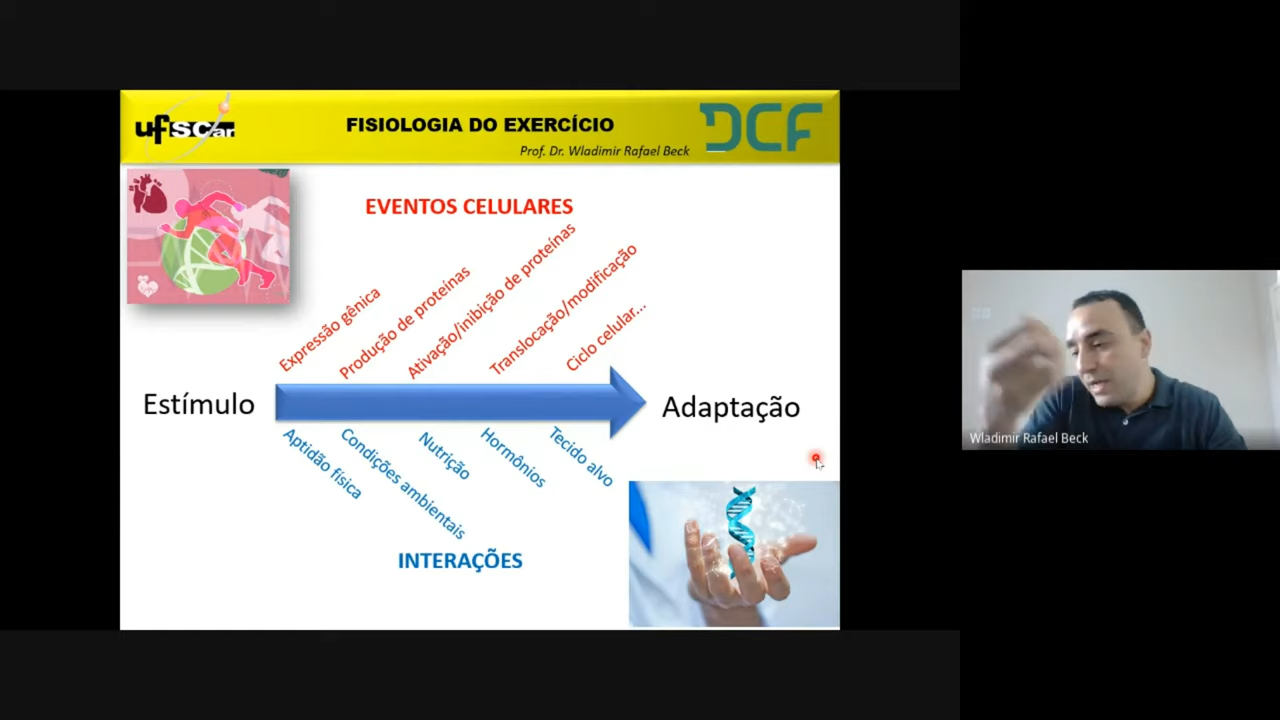 ufscar
FISIOLOGIA DO EXERCÍCIO
Prof. Dr. Wladimir Rafael Beck
DCF
EVENTOS CELULARES
Expressão gênica
Produção de proteínas
Ativação/inibição de proteínas
Translocação/modificação
Ciclo celular...
Estímulo
Adaptação
Aptidão física
Condições ambientais
Nutrição
Hormônios
Tecido alvo
INTERAÇÕES
Wladimir Rafael Beck